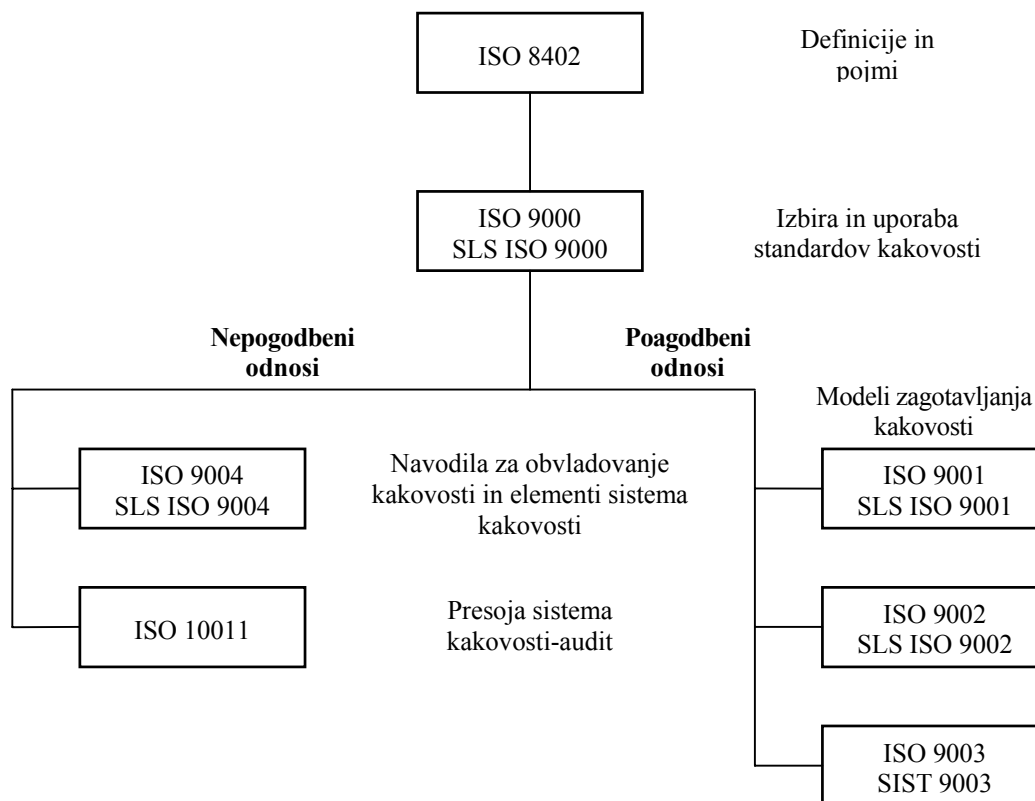 ISO 8402
Definicije in
pojmi
ISO 9000
SLS ISO 9000
Izbira in uporaba
standardov kakovosti
Nepogodbeni
odnosi
Poagodbeni
odnosi
Modeli zagotavljanja
kakovosti
ISO 9004
SLS ISO 9004
Navodila za obvladovanje
kakovosti in elementi sistema
kakovosti
ISO 9001
SLS ISO 9001
ISO 10011
Presoja sistema
kakovosti-audit
ISO 9002
SLS ISO 9002
ISO 9003
SIST 9003